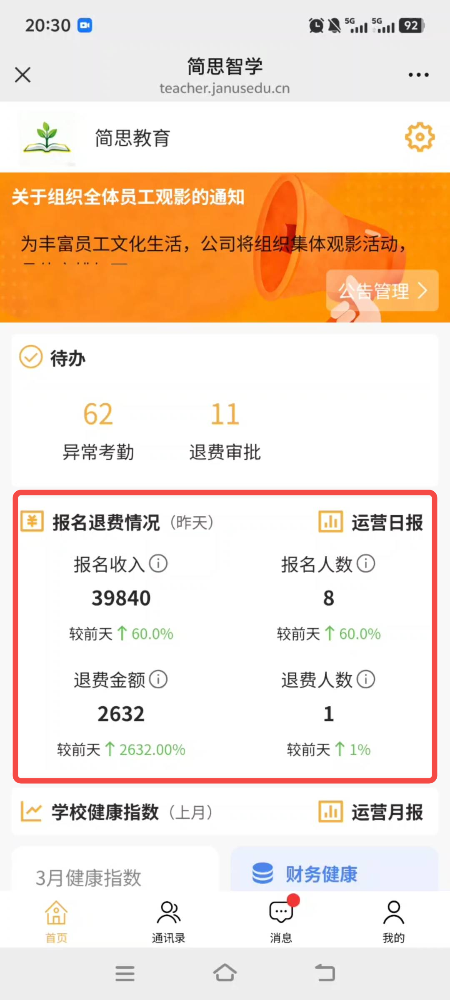 20:30
5G 5G 92
简思智学
teacher.janusedu.cn
简思教育
关于组织全体员工观影的通知
为丰富员工文化生活，公司将组织集体观影活动，
公告管理
待办
62 11
异常考勤 退费审批
报名退费情况（昨天） 运营日报
报名收入 报名人数
39840 8
较前天↑60.0% 较前天↑60.0%
退费金额 退费人数
2632 1
较前天↑2632.00% 较前天↑1%
学校健康指数（上月） 运营月报
3月健康指数 财务健康
首页 通讯录 消息 我的